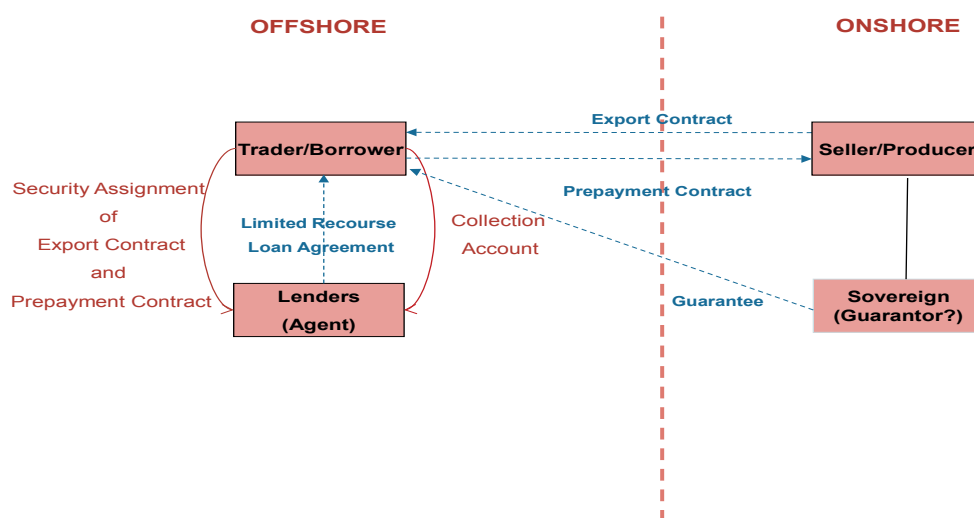 OFFSHORE
ONSHORE
Export Contract
Trader/Borrower
Seller/Producer
Prepayment Contract
Security Assignment
of
Export Contract
and
Prepayment Contract
Limited Recourse
Loan Agreement
Collection
Account
Lenders
(Agent)
Guarantee
Sovereign
(Guarantor?)